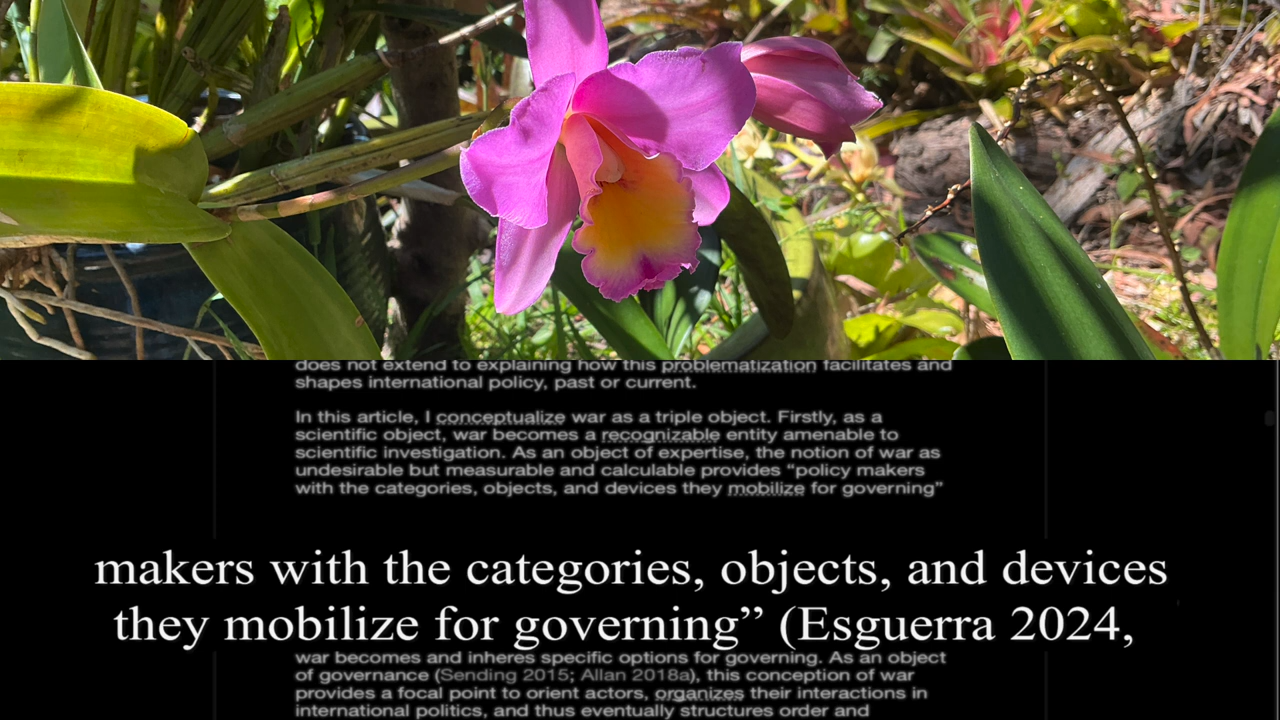 does not extend to explaining how this problematization facilitates and
shapes international policy, past or current.
In this article, I conceptualize war as a triple object. Firstly, as a
scientific object, war becomes a recognizable entity amenable to
scientific investigation. As an object of expertise, the notion of war as
undesirable but measurable and calculable provides “policy makers
with the categories, objects, and devices they mobilize for governing”
makers with the categories, objects, and devices
they mobilize for governing” (Esguerra 2024,
war becomes and inheres specific options for governing. As an object
of governance (Sending 2015; Allan 2018a), this conception of war
provides a focal point to orient actors, organizes their interactions in
international politics, and thus eventually structures order and